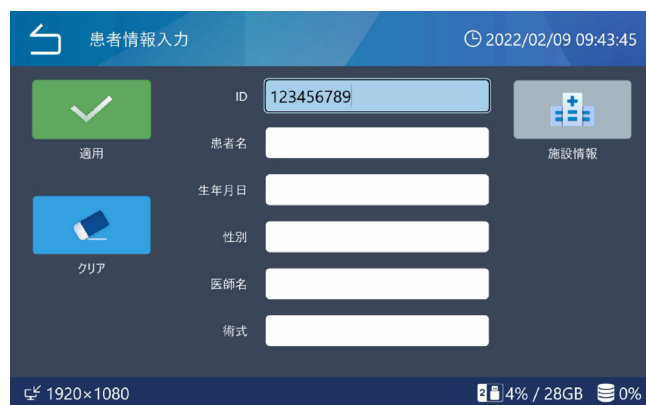 患者情報入力
2022/02/09 09:43:45
適用
クリア
ID 123456789
患者名
生年月日
性別
医師名
術式
施設情報
1920×1080
2 4% / 28GB 0%